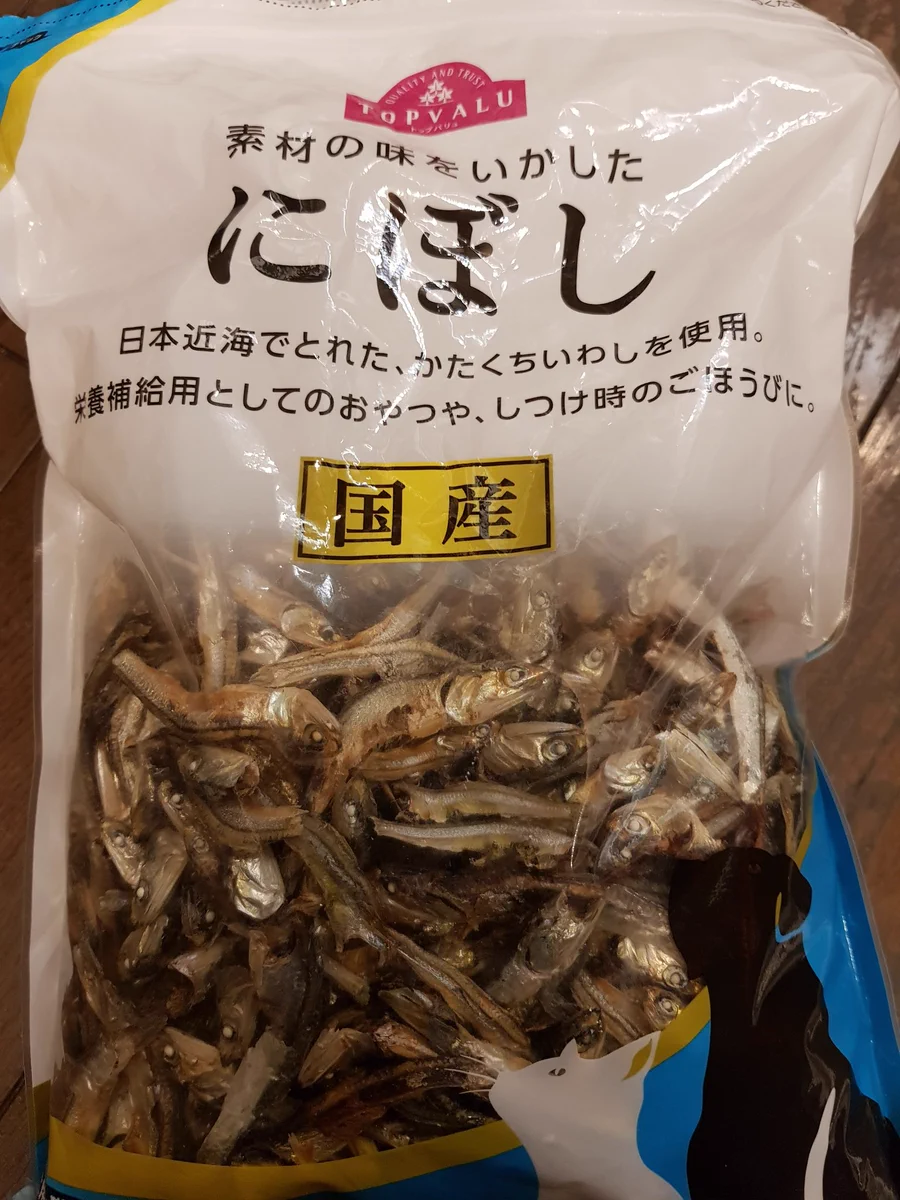 QUALITY AND TRUST
TOPVALU
トップバリュ
素材の味をいかした
にぼし
日本近海でとれた、かたくちいわしを使用。
栄養補給用としてのおやつや、しつけ時のごほうびに。
国産